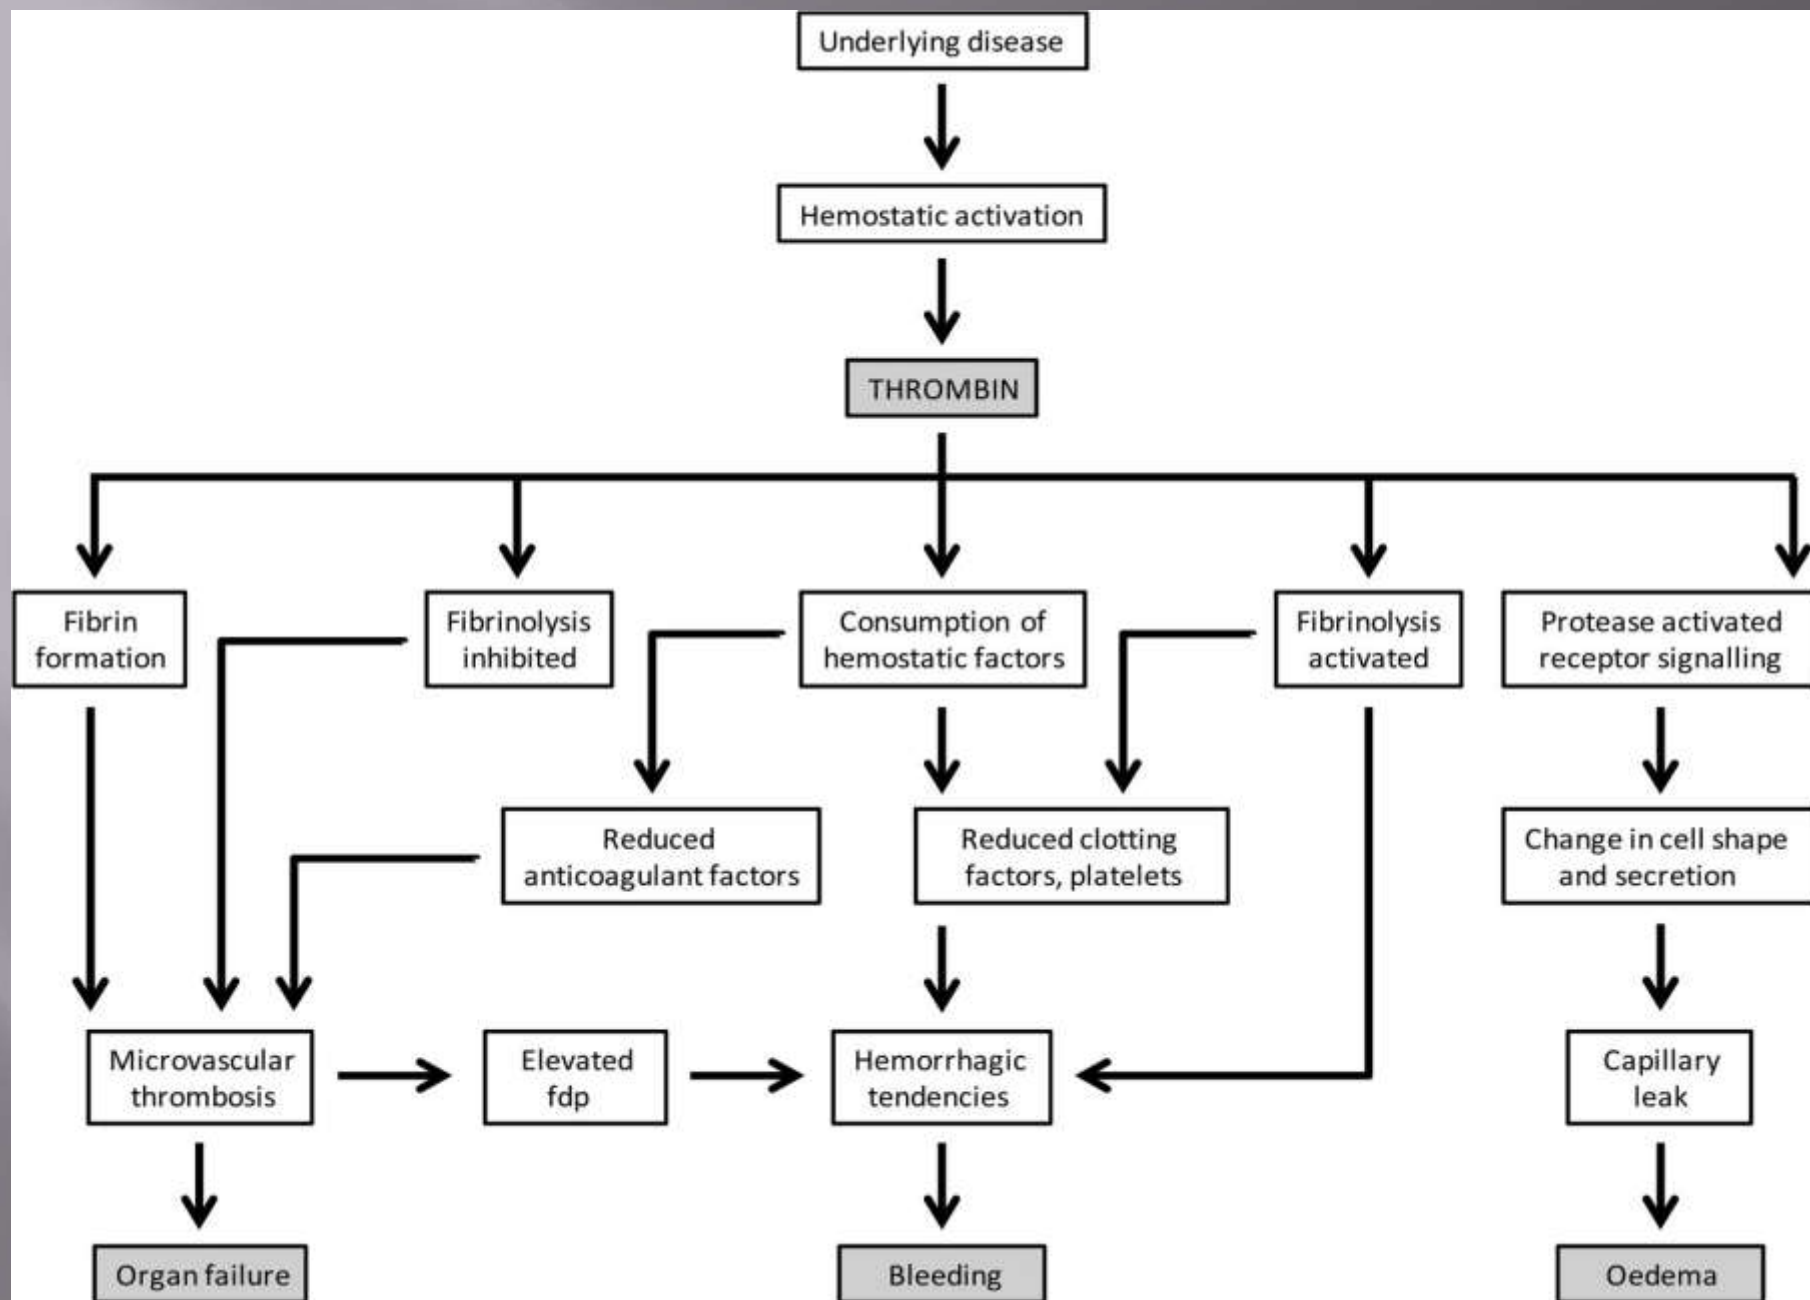 Underlying disease
Hemostatic activation
THROMBIN
Fibrin
formation
Fibrinolysis
inhibited
Consumption of
hemostatic factors
Fibrinolysis
activated
Protease activated
receptor signalling
Reduced
anticoagulant factors
Reduced clotting
factors, platelets
Change in cell shape
and secretion
Microvascular
thrombosis
Elevated
fdp
Hemorrhagic
tendencies
Capillary
leak
Organ failure
Bleeding
Oedema